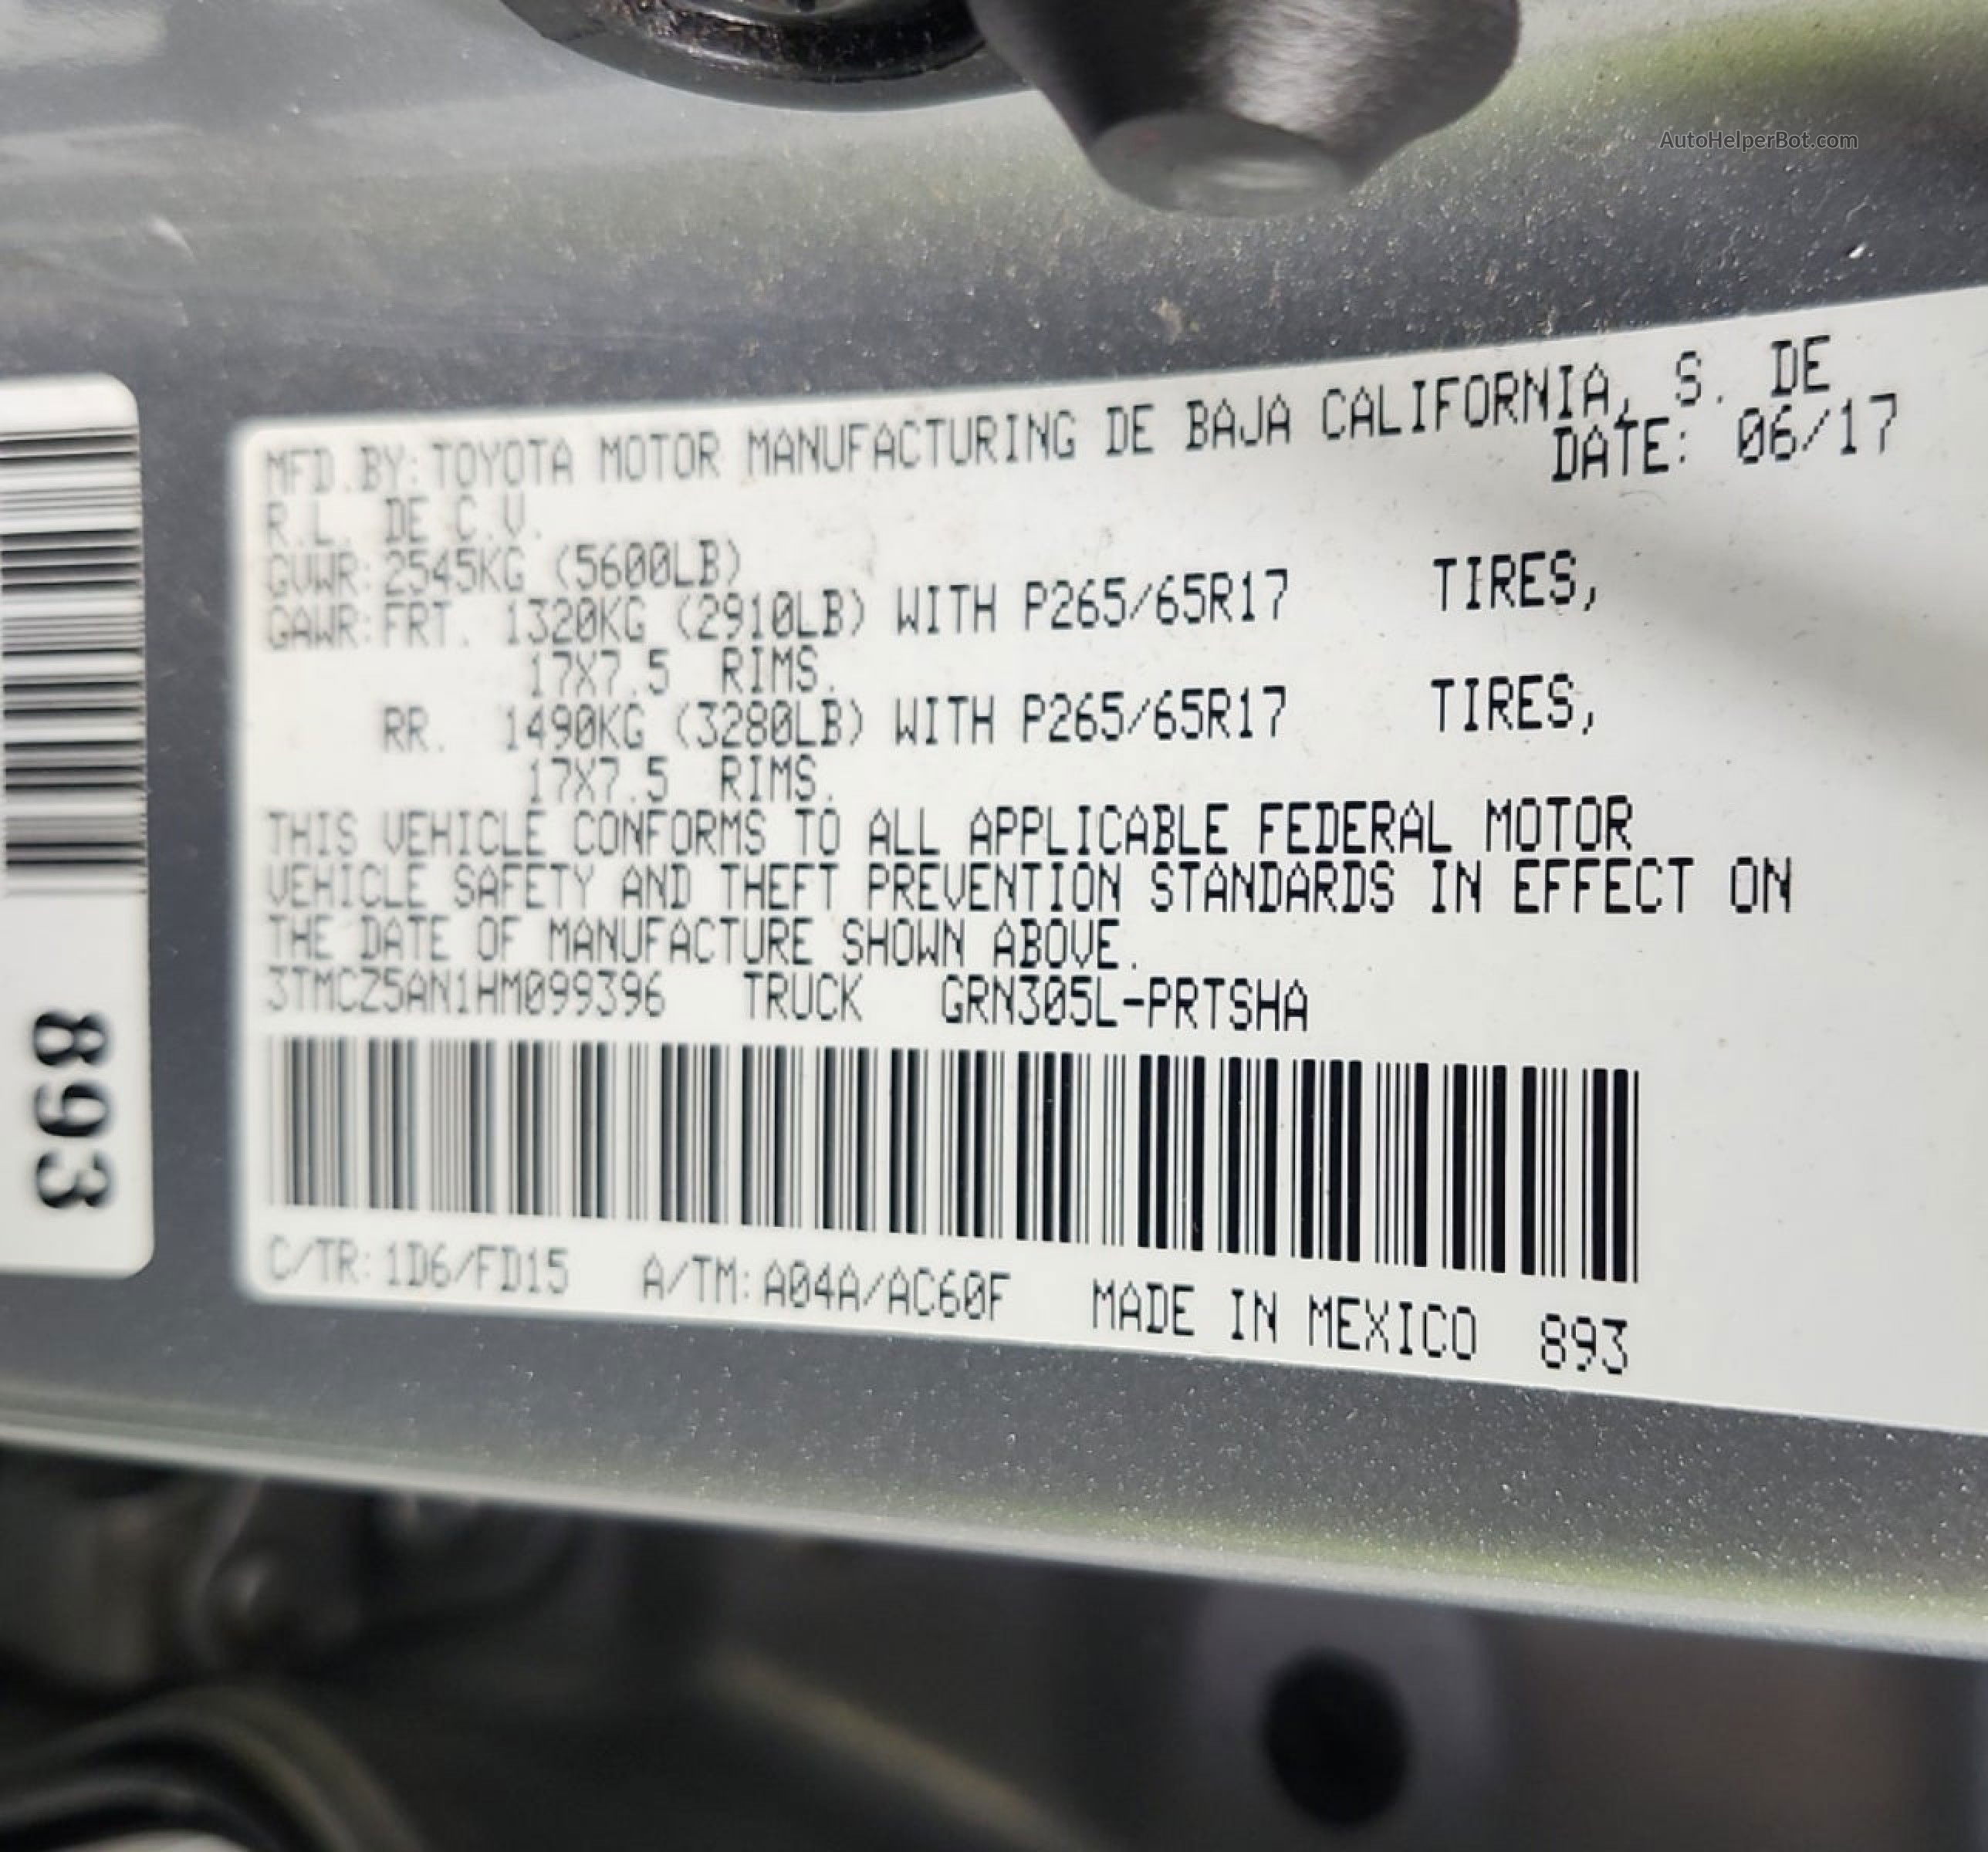 AutoHelperBot.com
MFD.BY:TOYOTA MOTOR MANUFACTURING DE BAJA CALIFORNIA, S. DE
R.L. DE C.V. DATE: 06/17
GVWR:2545KG (5600LB)
GAWR:FRT. 1320KG (2910LB) WITH P265/65R17 TIRES,
17X7.5 RIMS.
RR. 1490KG (3280LB) WITH P265/65R17 TIRES,
17X7.5 RIMS.
THIS VEHICLE CONFORMS TO ALL APPLICABLE FEDERAL MOTOR
VEHICLE SAFETY AND THEFT PREVENTION STANDARDS IN EFFECT ON
THE DATE OF MANUFACTURE SHOWN ABOVE.
3TMCZ5AN1HM099396 TRUCK GRN305L-PRTSHA
C/TR:1D6/FD15 A/TM:A04A/AC60F MADE IN MEXICO 893
893